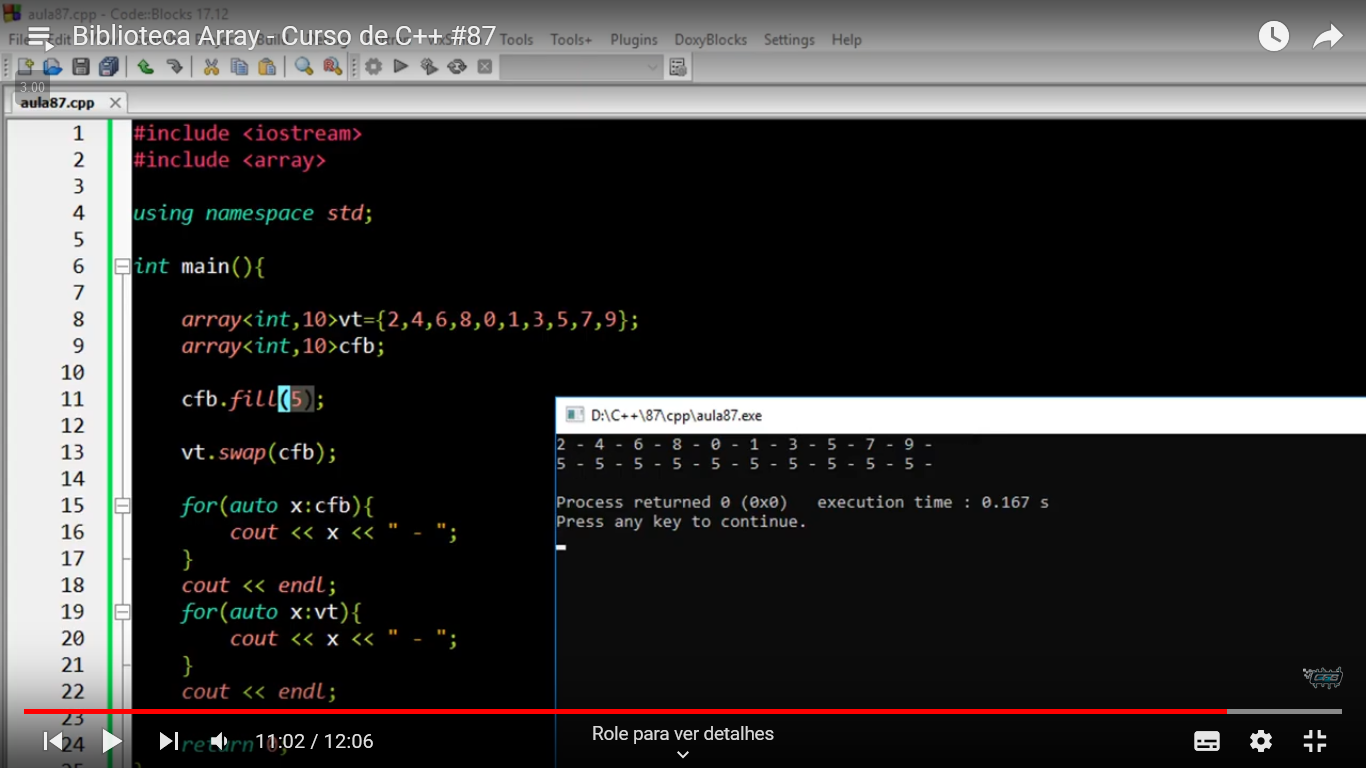 aula87.cpp - Code::Blocks 17.12
Biblioteca Array - Curso de C++ #87
File Edit Tools Tools+ Plugins DoxyBlocks Settings Help
3.00
aula87.cpp
1 #include <iostream>
2 #include <array>
3
4 using namespace std;
5
6 int main(){
7
8 array<int,10>vt={2,4,6,8,0,1,3,5,7,9};
9 array<int,10>cfb;
10
11 cfb.fill(5);
12
13 vt.swap(cfb);
14
15 for(auto x:cfb){
16 cout << x << " - ";
17 }
18 cout << endl;
19 for(auto x:vt){
20 cout << x << " - ";
21 }
22 cout << endl;
23
24 return 0;
25 }
D:\C++\87\cpp\aula87.exe
2 - 4 - 6 - 8 - 0 - 1 - 3 - 5 - 7 - 9 -
5 - 5 - 5 - 5 - 5 - 5 - 5 - 5 - 5 - 5 -
Process returned 0 (0x0) execution time : 0.167 s
Press any key to continue.
CFB
11:02 / 12:06
Role para ver detalhes